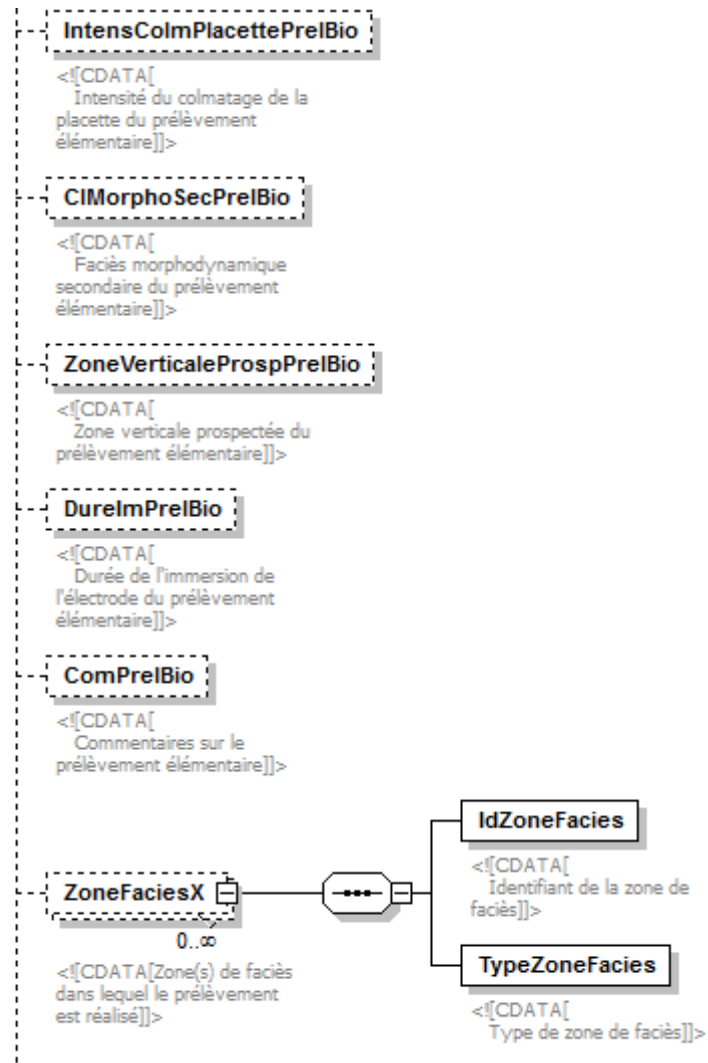 IntensColmPlacettePrelBio
<![CDATA[
Intensité du colmatage de la
placette du prélèvement
élémentaire]]>
ClMorphoSecPrelBio
<![CDATA[
Faciès morphodynamique
secondaire du prélèvement
élémentaire]]>
ZoneVerticaleProspPrelBio
<![CDATA[
Zone verticale prospectée du
prélèvement élémentaire]]>
DureImPrelBio
<![CDATA[
Durée de l'immersion de
l'électrode du prélèvement
élémentaire]]>
ComPrelBio
<![CDATA[
Commentaires sur le
prélèvement élémentaire]]>
ZoneFaciesX
0..∞
<![CDATA[Zone(s) de faciès
dans lequel le prélèvement
est réalisé]]>
IdZoneFacies
<![CDATA[
Identifiant de la zone de
faciès]]>
TypeZoneFacies
<![CDATA[
Type de zone de faciès]]>